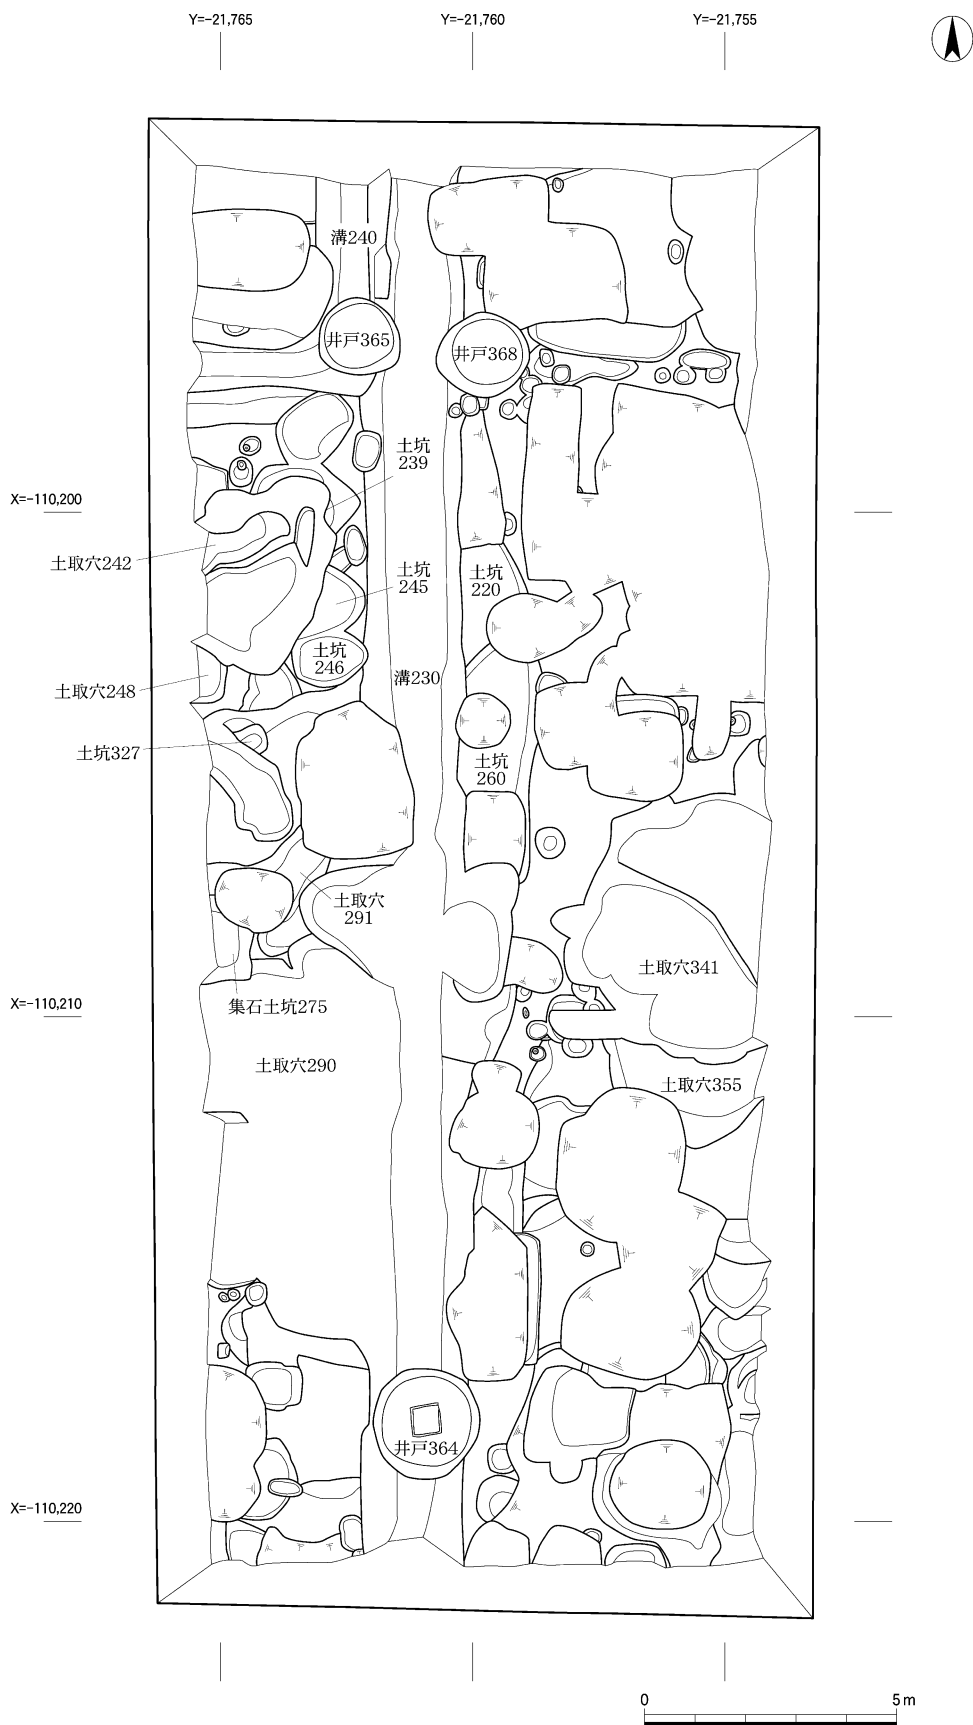 Y=-21,765
Y=-21,760
Y=-21,755
溝240
井戸365
井戸368
土坑
239
X=-110,200
土取穴242
土坑
245
土坑
220
土坑
246
溝230
土取穴248
土坑327
土坑
260
土取穴
291
土取穴341
集石土坑275
X=-110,210
土取穴290
土取穴355
井戸364
X=-110,220
0
5m